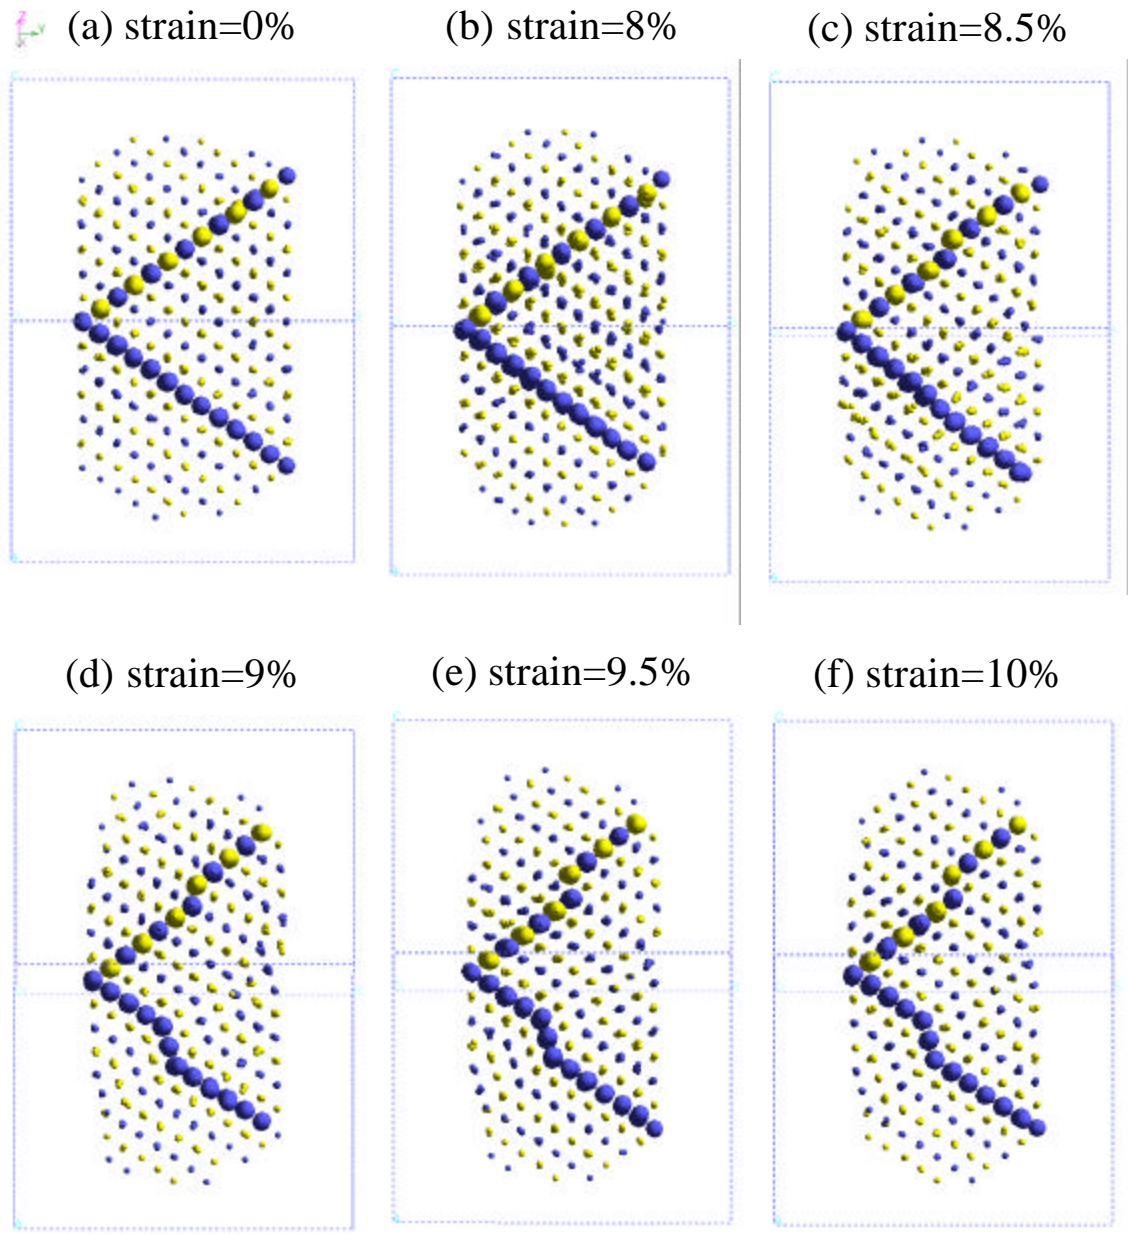 (a) strain=0%
(b) strain=8%
(c) strain=8.5%
(d) strain=9%
(e) strain=9.5%
(f) strain=10%